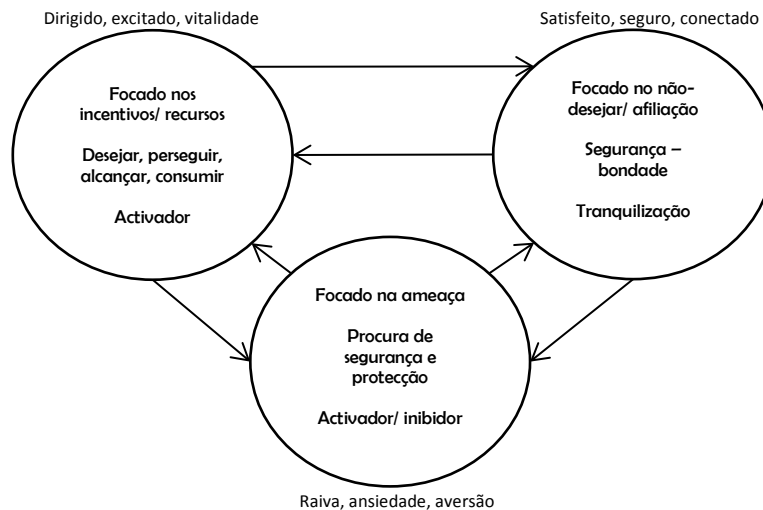 Dirigido, excitado, vitalidade
Satisfeito, seguro, conectado
Focado nos
incentivos/ recursos
Desejar, perseguir,
alcançar, consumir
Activador
Focado no não-
desejar/ afiliação
Segurança –
bondade
Tranquilização
Focado na ameaça
Procura de
segurança e
protecção
Activador/ inibidor
Raiva, ansiedade, aversão